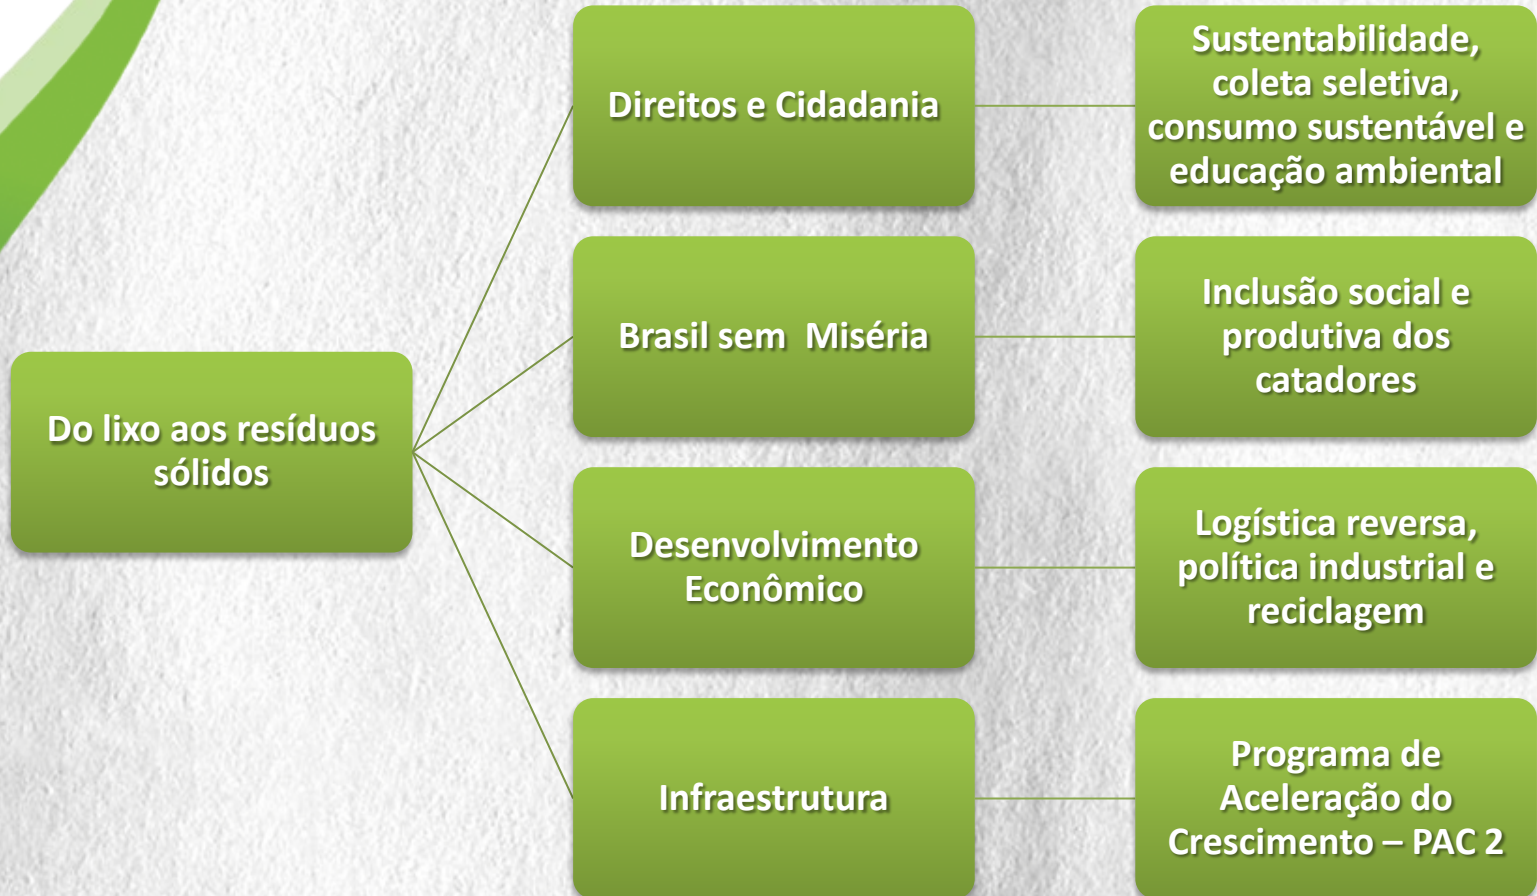 Do lixo aos resíduos
sólidos
Direitos e Cidadania
Sustentabilidade,
coleta seletiva,
consumo sustentável e
educação ambiental
Brasil sem Miséria
Inclusão social e
produtiva dos
catadores
Desenvolvimento
Econômico
Logística reversa,
política industrial e
reciclagem
Infraestrutura
Programa de
Aceleração do
Crescimento – PAC 2